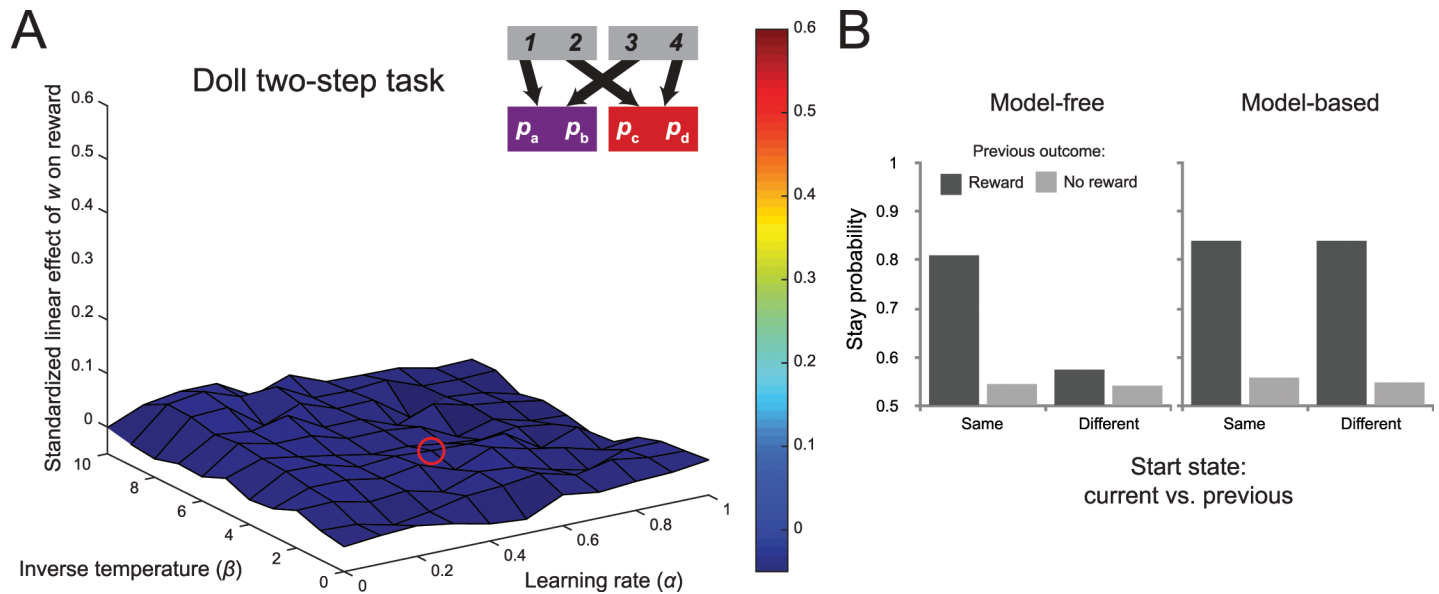 A
Doll two-step task
1 2 3 4
pa pb pc pd
Standardized linear effect of w on reward
0.6
0.5
0.4
0.3
0.2
0.1
0
10
8
6
4
2
0
Inverse temperature (β)
0
0.2
0.4
0.6
0.8
1
Learning rate (α)
0.6
0.5
0.4
0.3
0.2
0.1
0
B
Model-free
Model-based
Previous outcome:
Reward
No reward
Stay probability
1
0.9
0.8
0.7
0.6
0.5
Same
Different
Same
Different
Start state:
current vs. previous